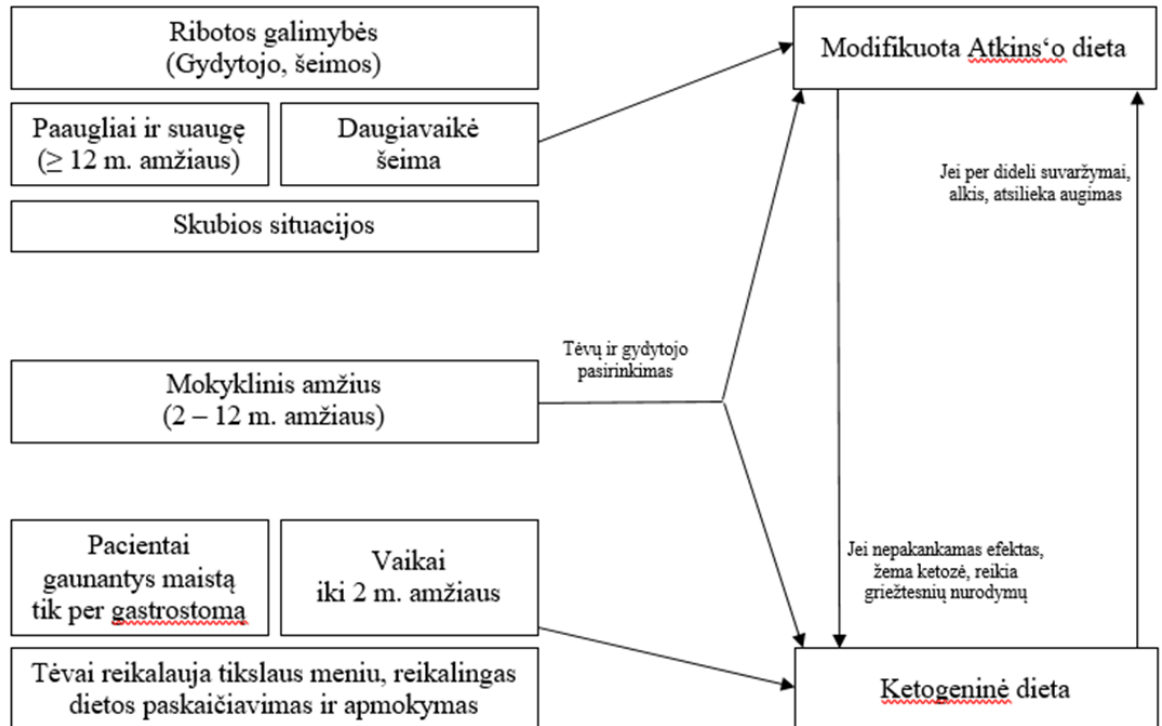 Ribotos galimybės
(Gydytojo, šeimos)
Modifikuota Atkins‘o dieta
Paaugliai ir suaugę
(≥ 12 m. amžiaus)
Daugiavaikė
šeima
Jei per dideli suvaržymai,
alkis, atsilieka augimas
Skubios situacijos
Tėvų ir gydytojo
pasirinkimas
Mokyklinis amžius
(2 – 12 m. amžiaus)
Pacientai
gaunantys maistą
tik per gastrostomą
Vaikai
iki 2 m. amžiaus
Jei nepakankamas efektas,
žema ketozė, reikia
griežtesnių nurodymų
Tėvai reikalauja tikslaus meniu, reikalingas
dietos paskaičiavimas ir apmokymas
Ketogeninė dieta